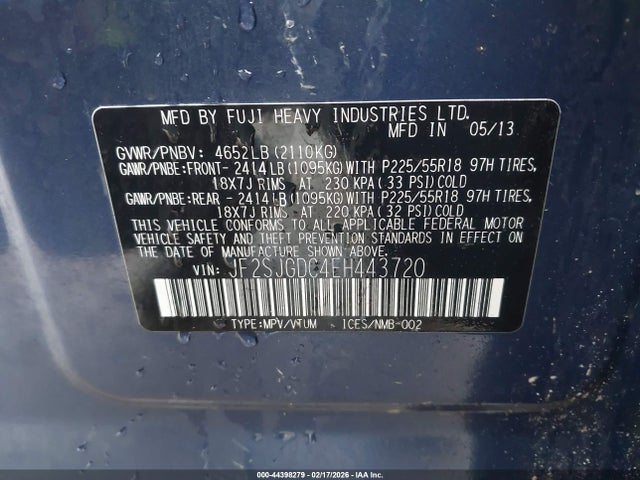 MFD BY FUJI HEAVY INDUSTRIES LTD.
MFD. IN 05/13
GVWR/PNBV: 4652LB (2110KG)
GAWR/PNBE:FRONT- 2414LB (1095KG) WITH P225/55R18 97H TIRES,
18X7J RIMS AT 230 KPA (33 PSI) COLD
GAWR/PNBE:REAR - 2414LB (1095KG) WITH P225/55R18 97H TIRES,
18X7J RIMS AT 220 KPA (32 PSI) COLD
THIS VEHICLE CONFORMS TO ALL APPLICABLE FEDERAL MOTOR
VEHICLE SAFETY AND THEFT PREVENTION STANDARDS IN EFFECT
ON THE DATE OF MANUFACTURE SHOWN ABOVE.
VIN: JF2SJGDC4EH443720
TYPE:MPV/VTUM ICES/NMB-002
000-44398279 - 02/17/2026 - IAA Inc.